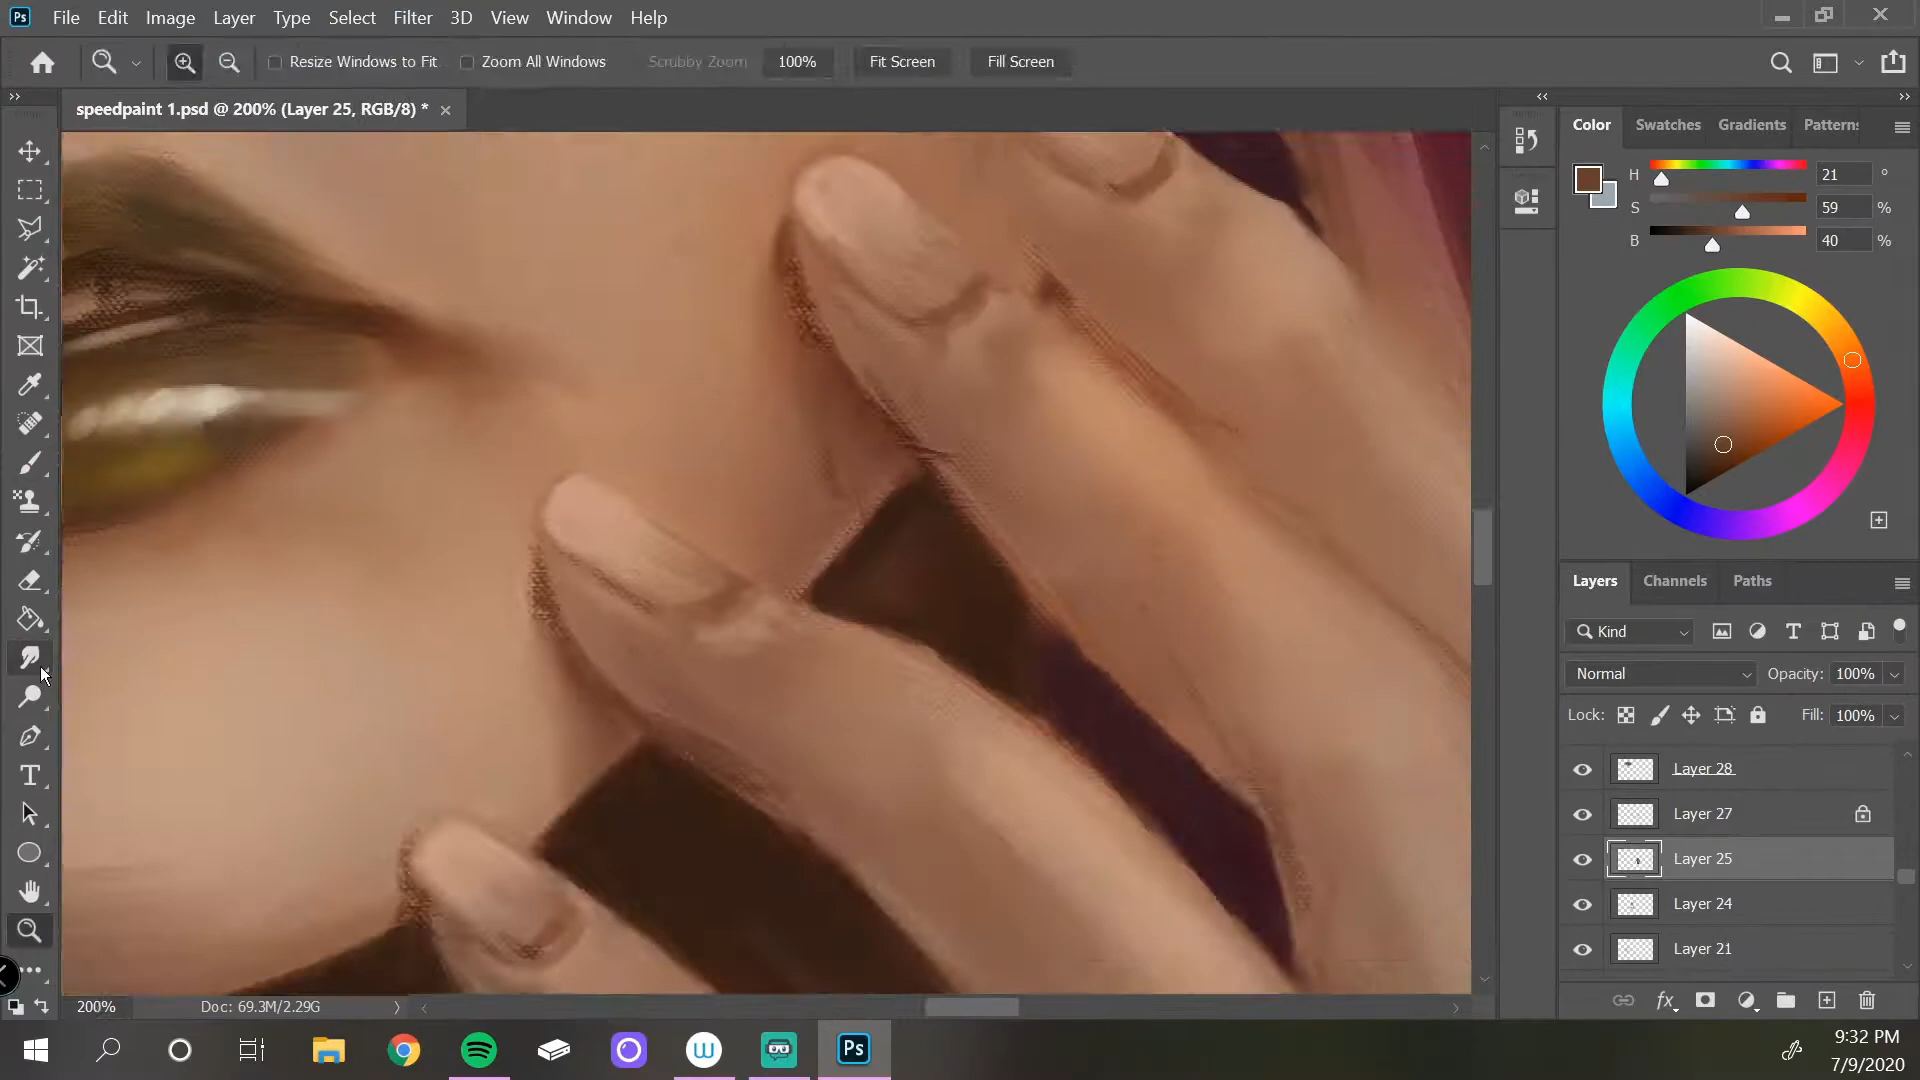 Ps File Edit Image Layer Type Select Filter 3D View Window Help
Resize Windows to Fit Zoom All Windows Scrubby Zoom 100% Fit Screen Fill Screen
speedpaint 1.psd @ 200% (Layer 25, RGB/8) *
Color Swatches Gradients Patterns
H 21 °
S 59 %
B 40 %
Layers Channels Paths
Kind
Normal Opacity: 100%
Lock: Fill: 100%
Layer 28
Layer 27
Layer 25
Layer 24
Layer 21
fx
200% Doc: 69.3M/2.29G
Ps
9:32 PM
7/9/2020